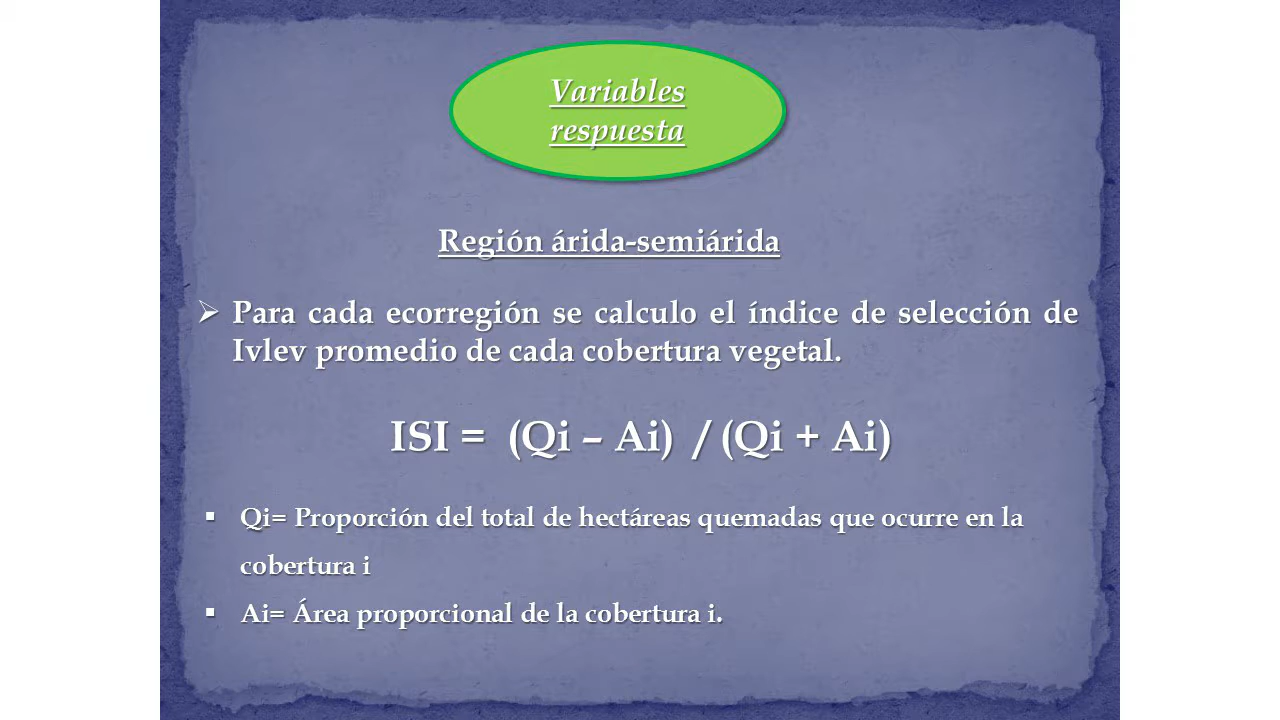 Variables
respuesta
Región árida-semiárida
➢ Para cada ecorregión se calculo el índice de selección de
Ivlev promedio de cada cobertura vegetal.
ISI = (Qi – Ai) / (Qi + Ai)
▪ Qi= Proporción del total de hectáreas quemadas que ocurre en la
cobertura i
▪ Ai= Área proporcional de la cobertura i.